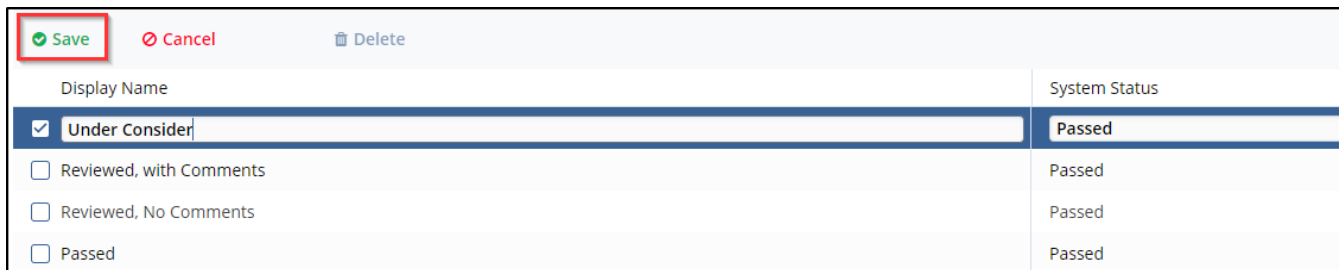 Save Cancel Delete
Display Name System Status
Under Consider Passed
Reviewed, with Comments Passed
Reviewed, No Comments Passed
Passed Passed